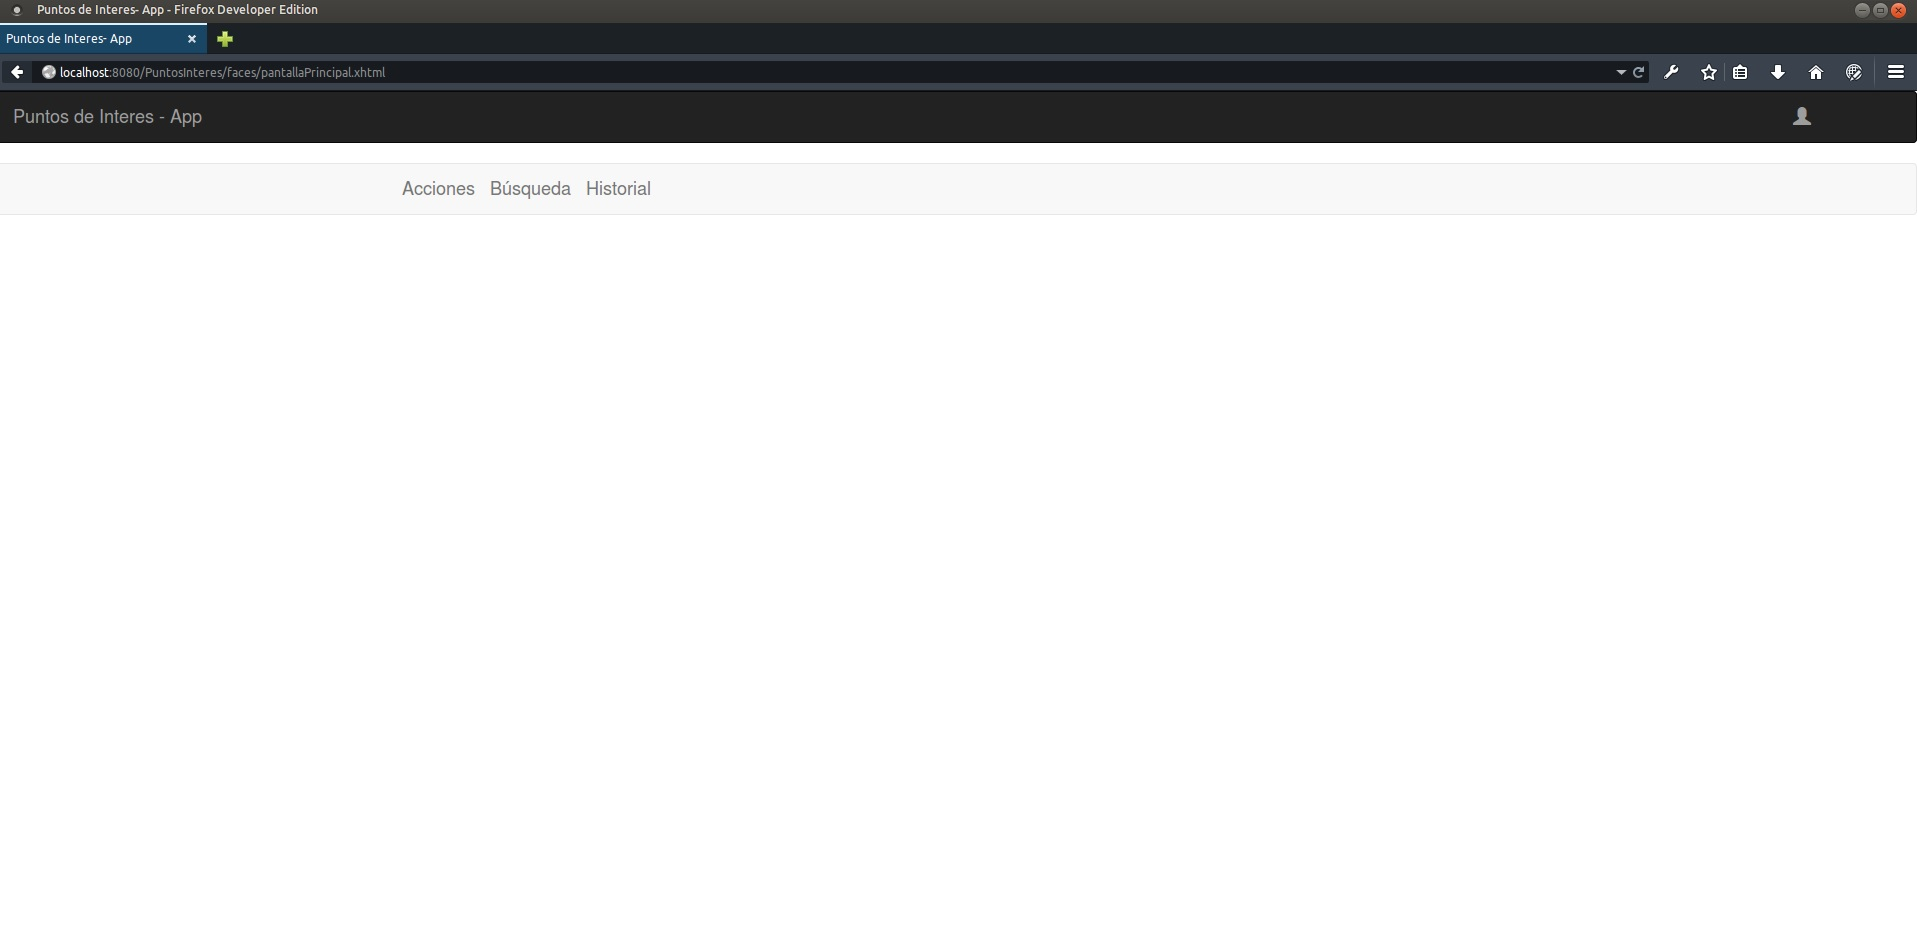 Puntos de Interes- App - Firefox Developer Edition
Puntos de Interes- App
localhost:8080/PuntosInteres/faces/pantallaPrincipal.xhtml
Puntos de Interes - App
Acciones Búsqueda Historial